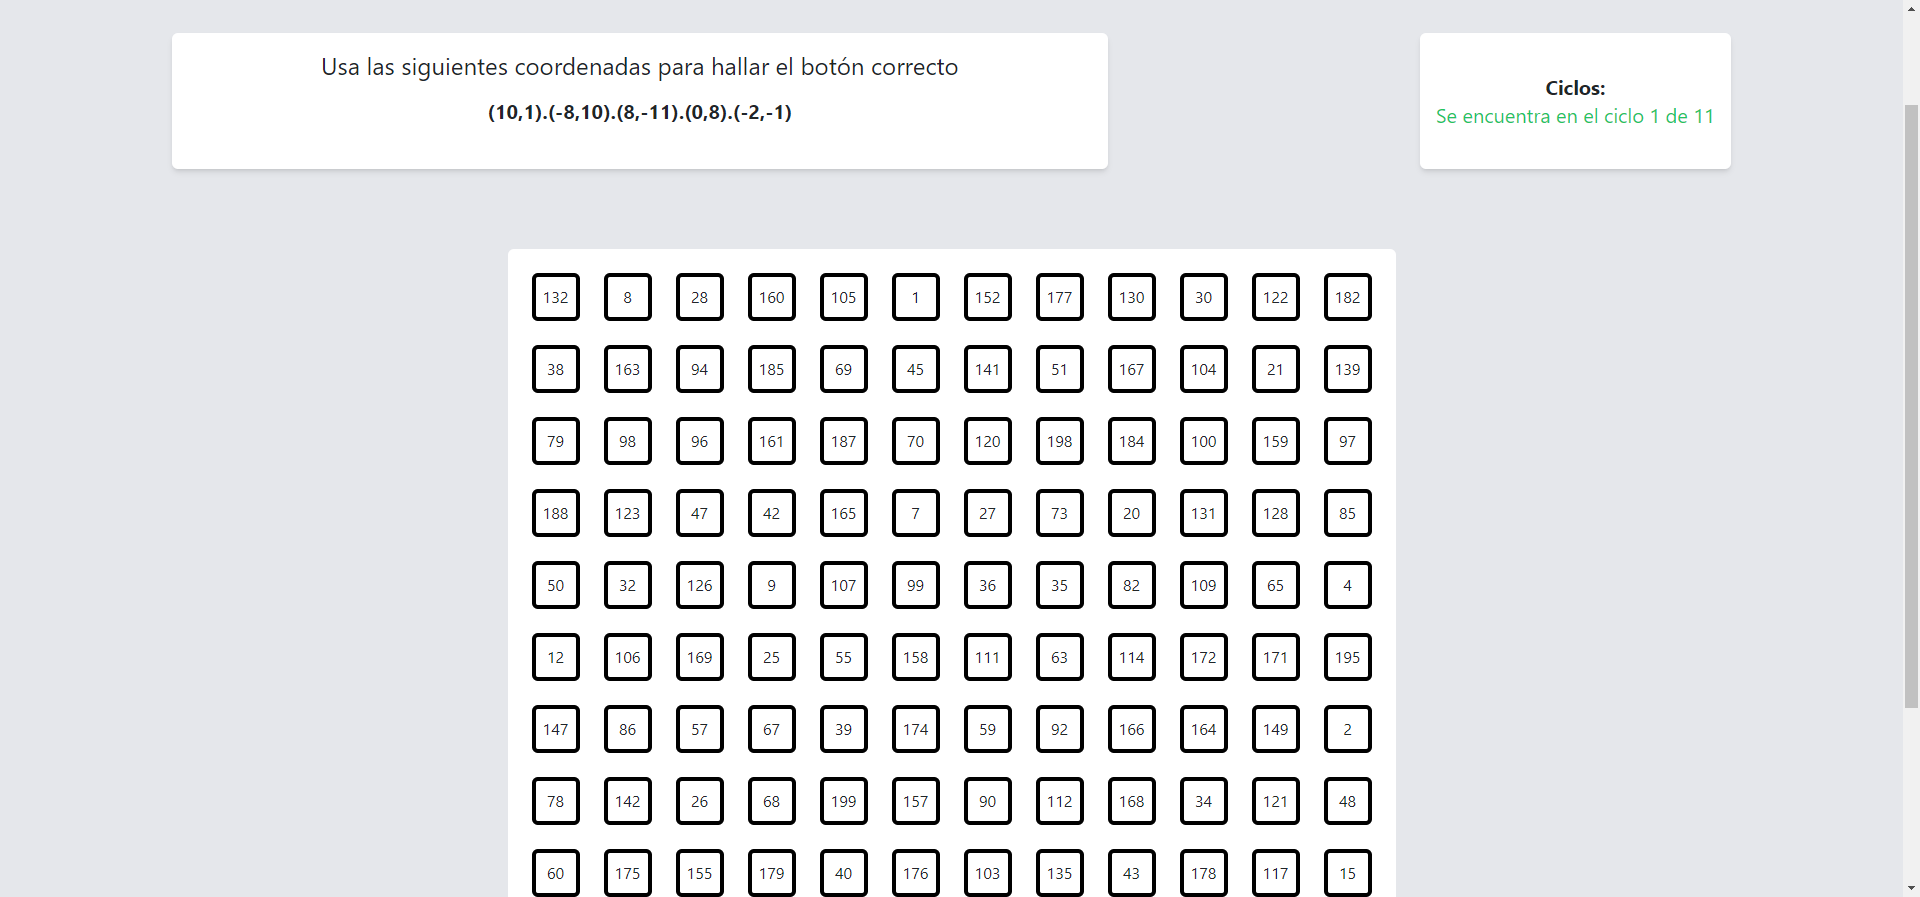 Usa las siguientes coordenadas para hallar el botón correcto
(10,1).(-8,10).(8,-11).(0,8).(-2,-1)
Ciclos:
Se encuentra en el ciclo 1 de 11
132 8 28 160 105 1 152 177 130 30 122 182
38 163 94 185 69 45 141 51 167 104 21 139
79 98 96 161 187 70 120 198 184 100 159 97
188 123 47 42 165 7 27 73 20 131 128 85
50 32 126 9 107 99 36 35 82 109 65 4
12 106 169 25 55 158 111 63 114 172 171 195
147 86 57 67 39 174 59 92 166 164 149 2
78 142 26 68 199 157 90 112 168 34 121 48
60 175 155 179 40 176 103 135 43 178 117 15